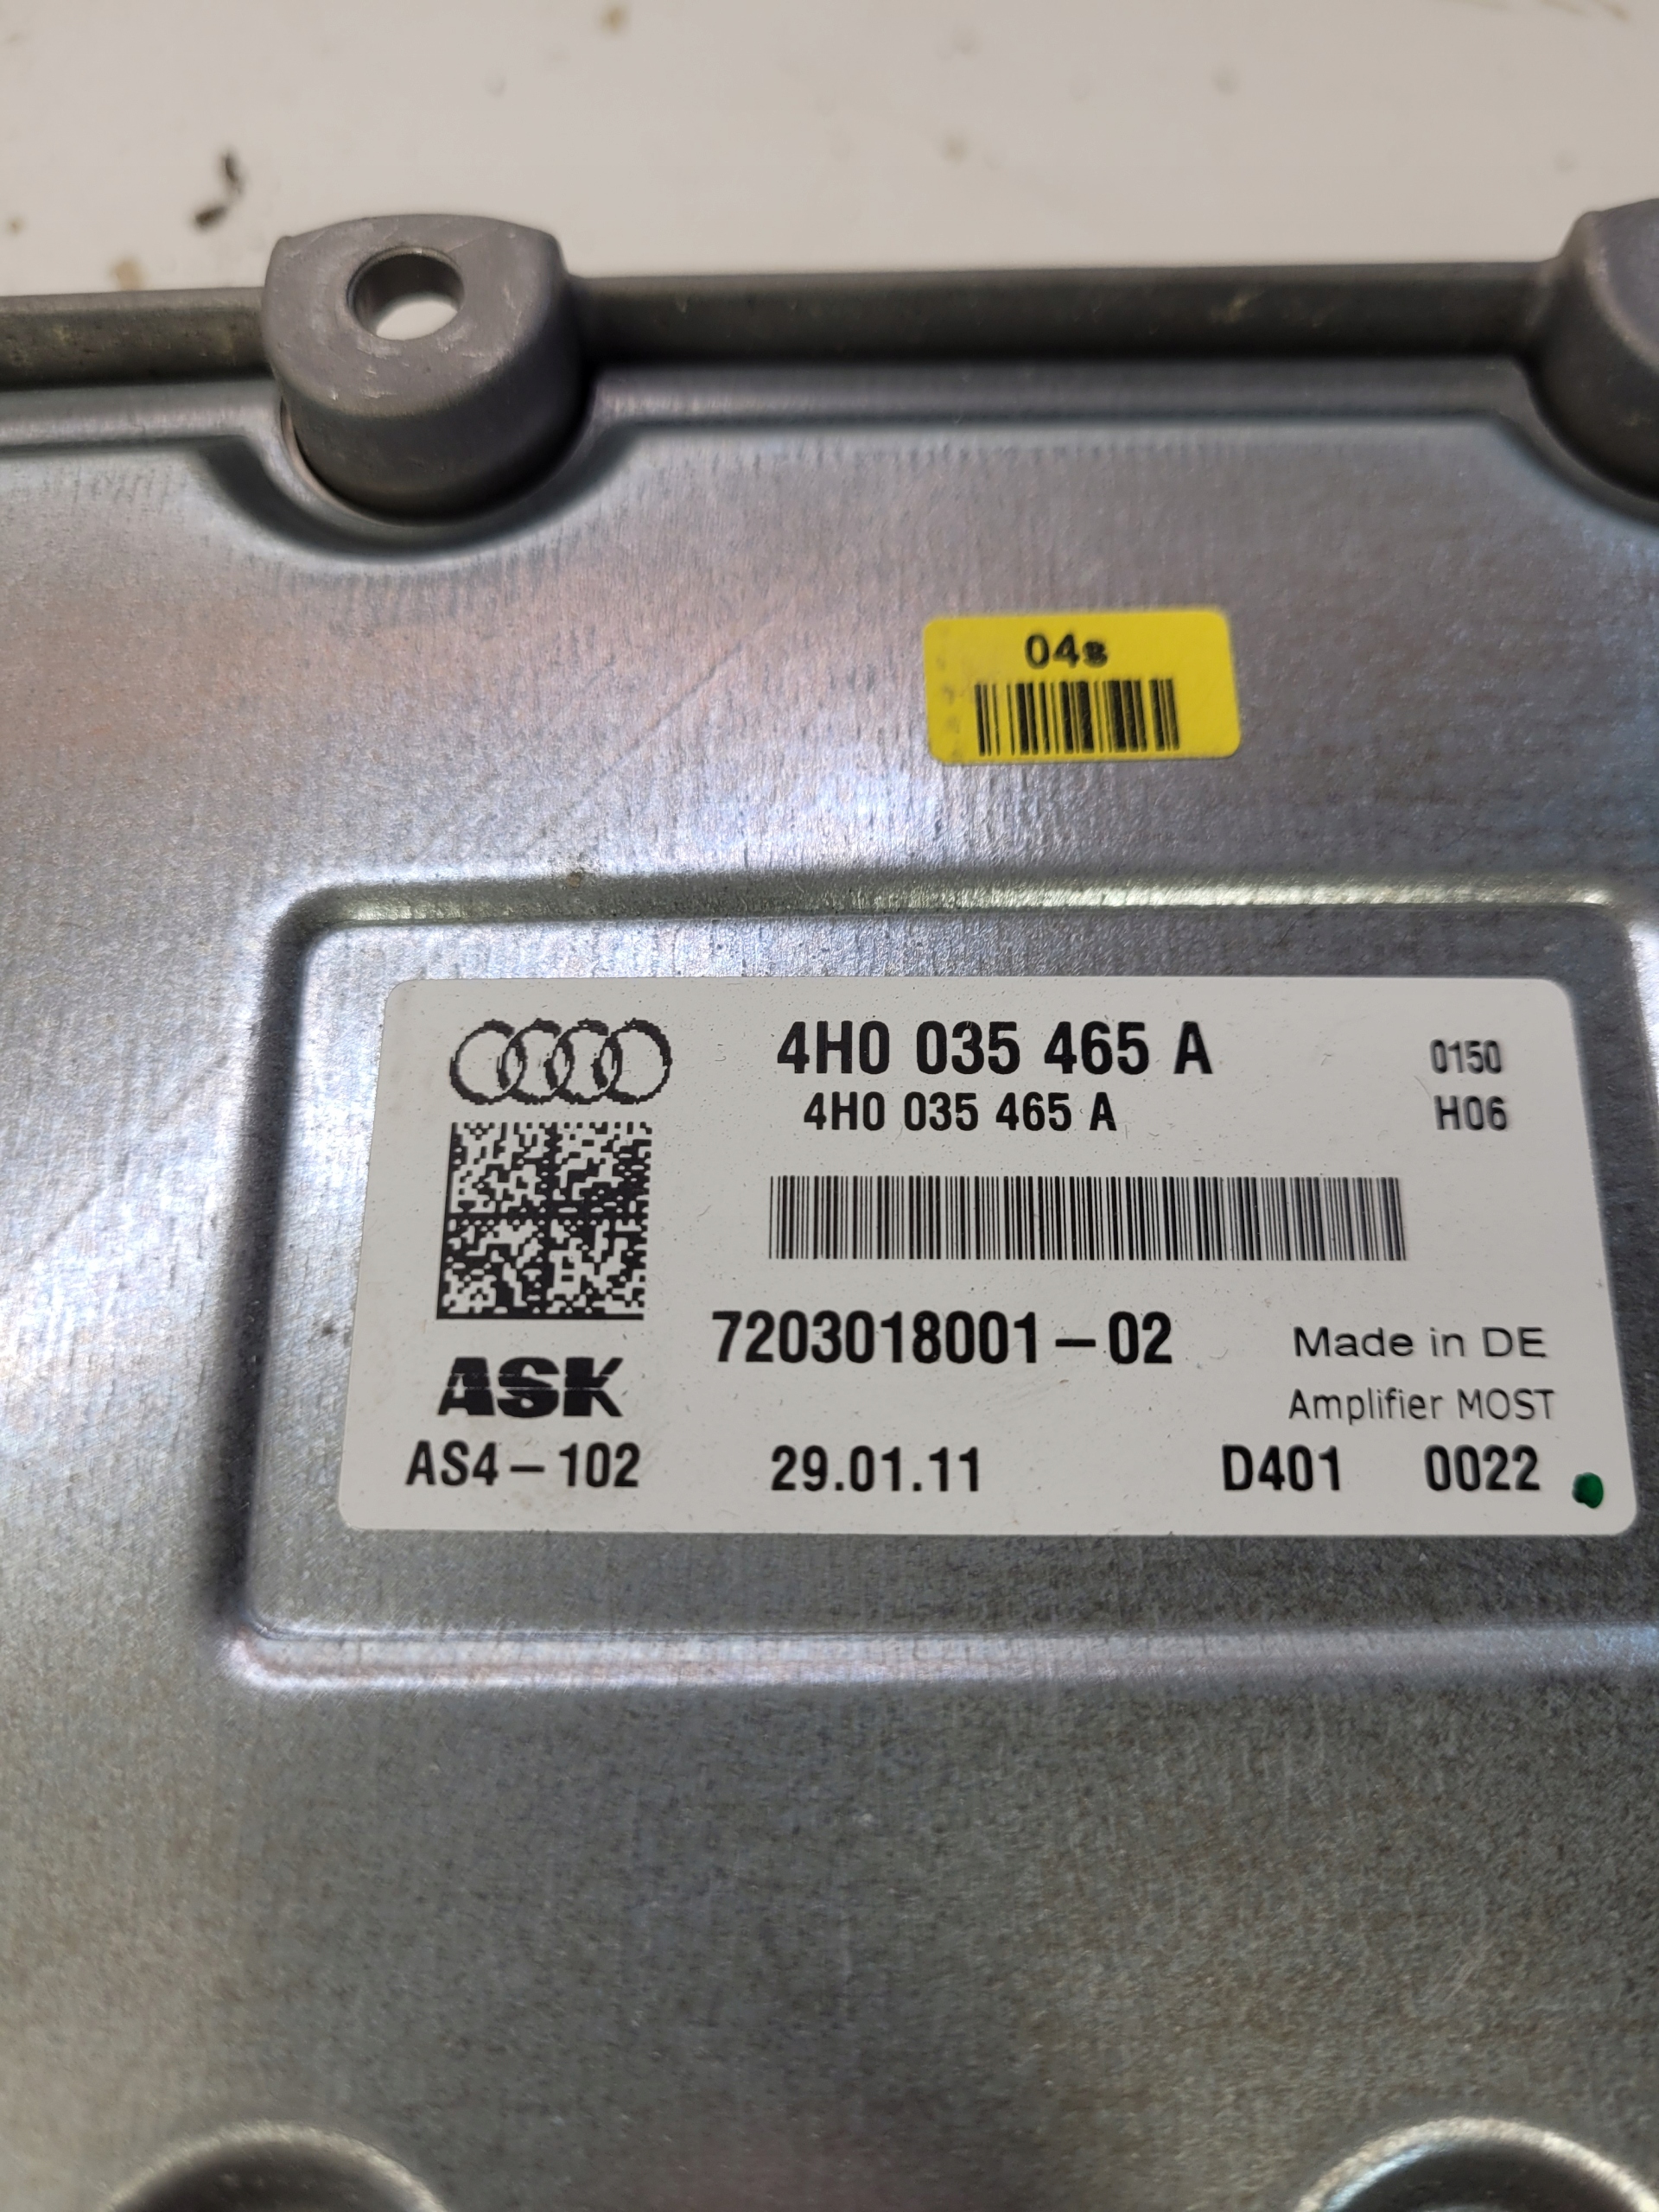 04s
4H0 035 465 A 0150
4H0 035 465 A H06
7203018001-02 Made in DE
ASK Amplifier MOST
AS4-102 29.01.11 D401 0022